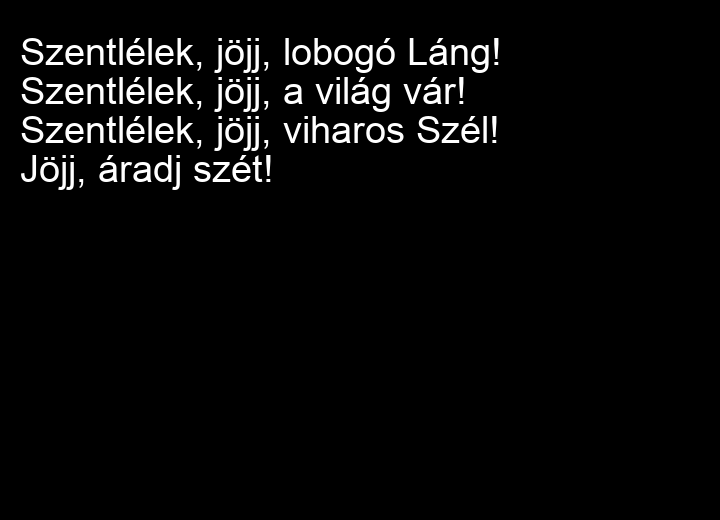 Szentlélek, jöjj, lobogó Láng!
Szentlélek, jöjj, a világ vár!
Szentlélek, jöjj, viharos Szél!
Jöjj, áradj szét!